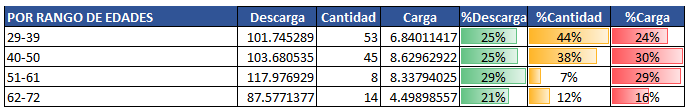 POR RANGO DE EDADES Descarga Cantidad Carga %Descarga %Cantidad %Carga
29-39 101.745289 53 6.84011417 25% 44% 24%
40-50 103.680535 45 8.62962922 25% 38% 30%
51-61 117.976929 8 8.33794025 29% 7% 29%
62-72 87.5771377 14 4.49898557 21% 12% 16%